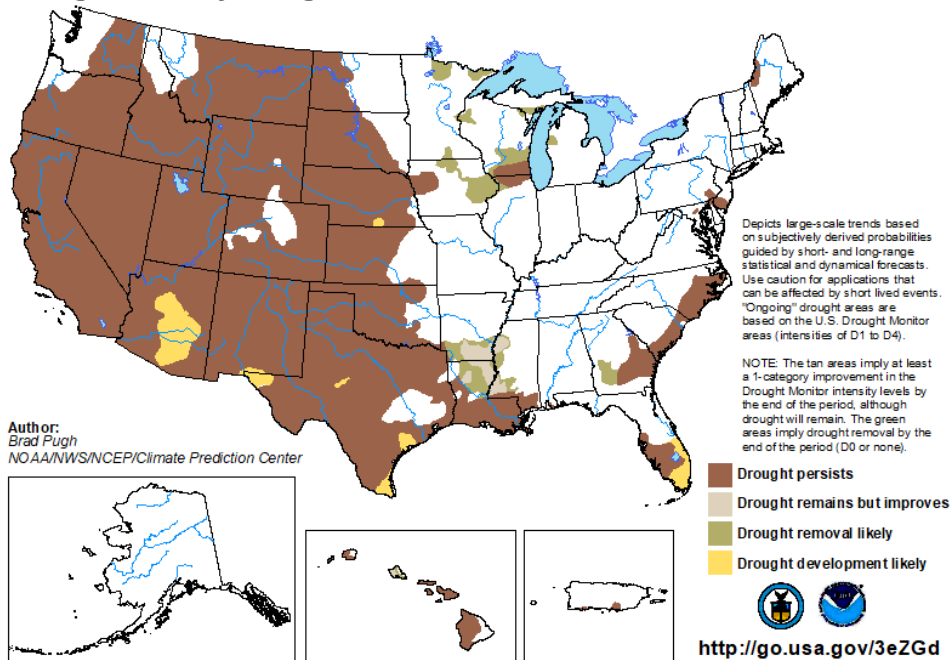 Depicts large-scale trends based
on subjectively derived probabilities
guided by short- and long-range
statistical and dynamical forecasts.
Use caution for applications that
can be affected by short lived events.
"Ongoing" drought areas are
based on the U.S. Drought Monitor
areas (intensities of D1 to D4).
NOTE: The tan areas imply at least
a 1-category improvement in the
Drought Monitor intensity levels by
the end of the period, although
drought will remain. The green
areas imply drought removal by the
end of the period (D0 or none).
Author:
Brad Pugh
NOAA/NWS/NCEP/Climate Prediction Center
Drought persists
Drought remains but improves
Drought removal likely
Drought development likely
http://go.usa.gov/3eZGd